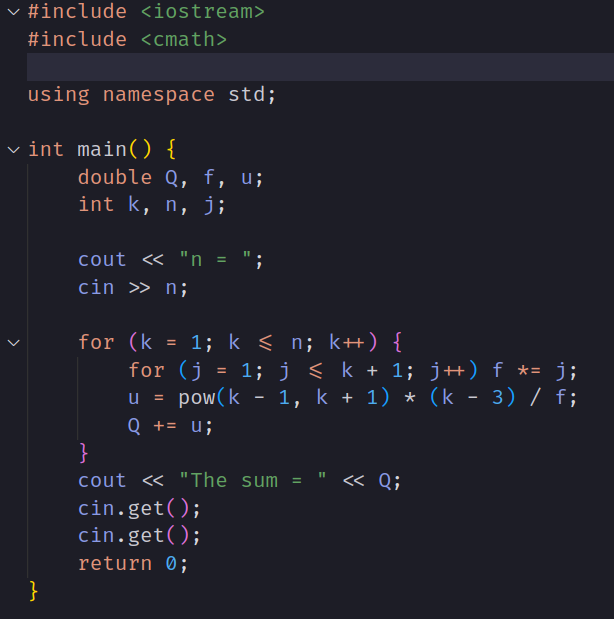 #include <iostream>
#include <cmath>
using namespace std;
int main() {
double Q, f, u;
int k, n, j;
cout << "n = ";
cin >> n;
for (k = 1; k <= n; k++) {
for (j = 1; j <= k + 1; j++) f *= j;
u = pow(k - 1, k + 1) * (k - 3) / f;
Q += u;
}
cout << "The sum = " << Q;
cin.get();
cin.get();
return 0;
}